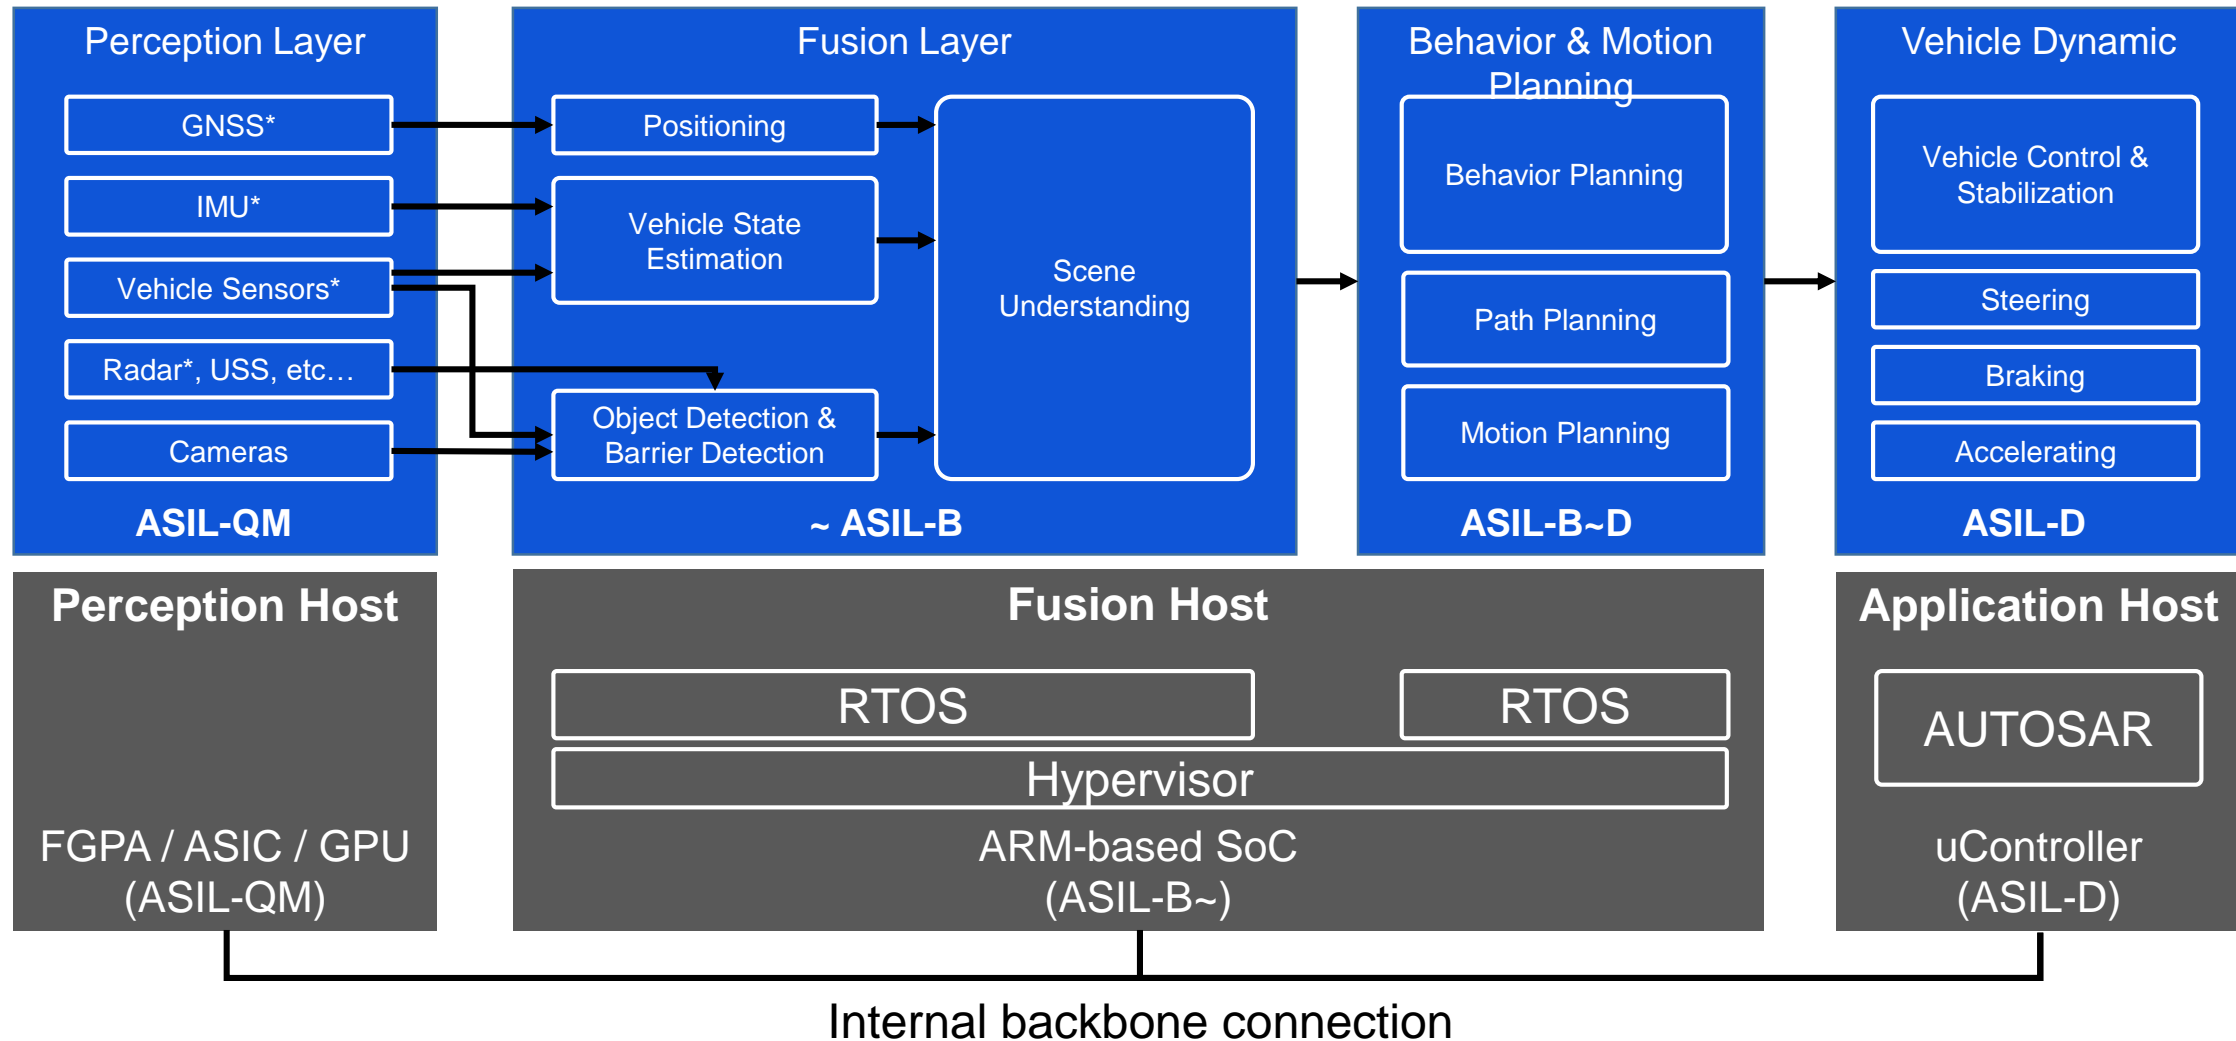 Perception Layer
GNSS*
IMU*
Vehicle Sensors*
Radar*, USS, etc…
Cameras
ASIL-QM
Fusion Layer
Positioning
Vehicle State
Estimation
Object Detection &
Barrier Detection
Scene
Understanding
~ ASIL-B
Behavior & Motion
Planning
Behavior Planning
Path Planning
Motion Planning
ASIL-B~D
Vehicle Dynamic
Vehicle Control &
Stabilization
Steering
Braking
Accelerating
ASIL-D
Perception Host
FGPA / ASIC / GPU
(ASIL-QM)
Fusion Host
RTOS
RTOS
Hypervisor
ARM-based SoC
(ASIL-B~)
Application Host
AUTOSAR
uController
(ASIL-D)
Internal backbone connection